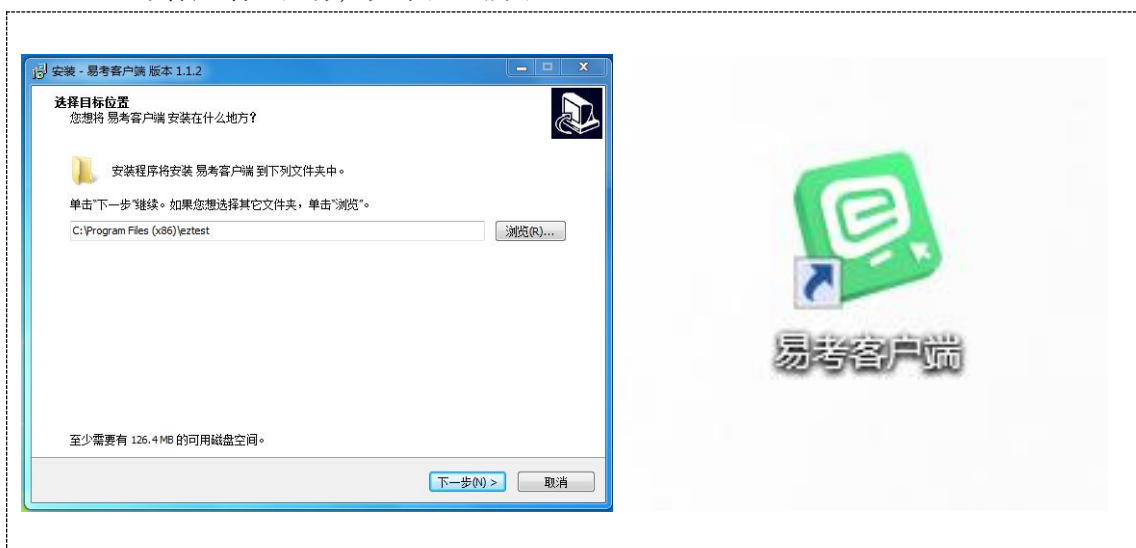 安装 - 易考客户端 版本 1.1.2
选择目标位置
您想将 易考客户端 安装在什么地方?
安装程序将安装 易考客户端 到下列文件夹中。
单击"下一步"继续。如果您想选择其它文件夹，单击"浏览"。
C:\Program Files (x86)\eztest
浏览(R)...
至少需要有 126.4 MB 的可用磁盘空间。
下一步(N) >
取消
易考客户端